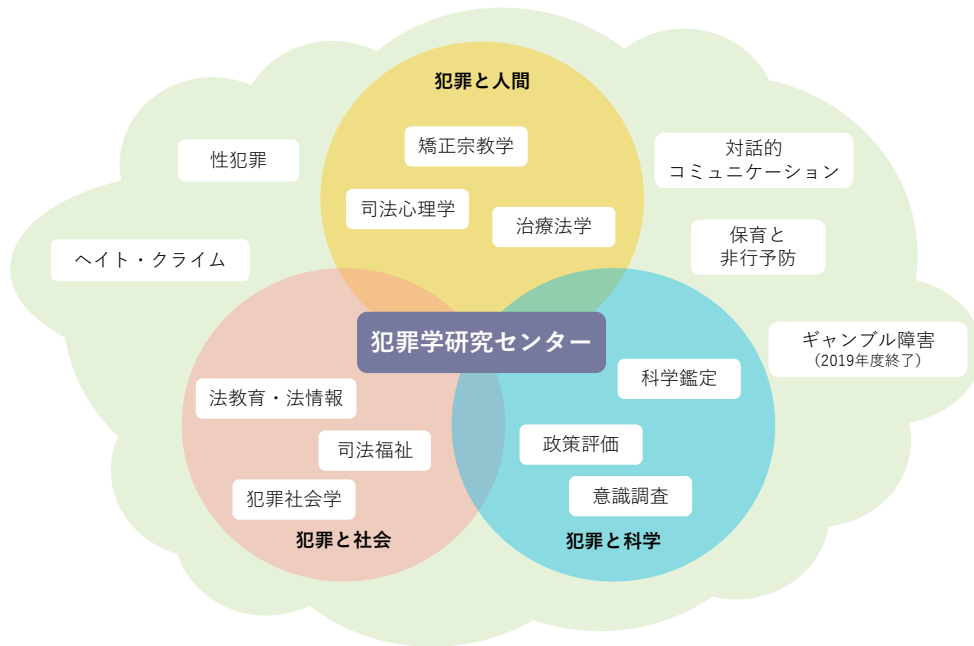 犯罪と人間
矯正宗教学
司法心理学
治療法学
性犯罪
ヘイト・クライム
対話的
コミュニケーション
保育と
非行予防
ギャンブル障害
(2019年度終了)
犯罪学研究センター
法教育・法情報
司法福祉
犯罪社会学
犯罪と社会
科学鑑定
政策評価
意識調査
犯罪と科学